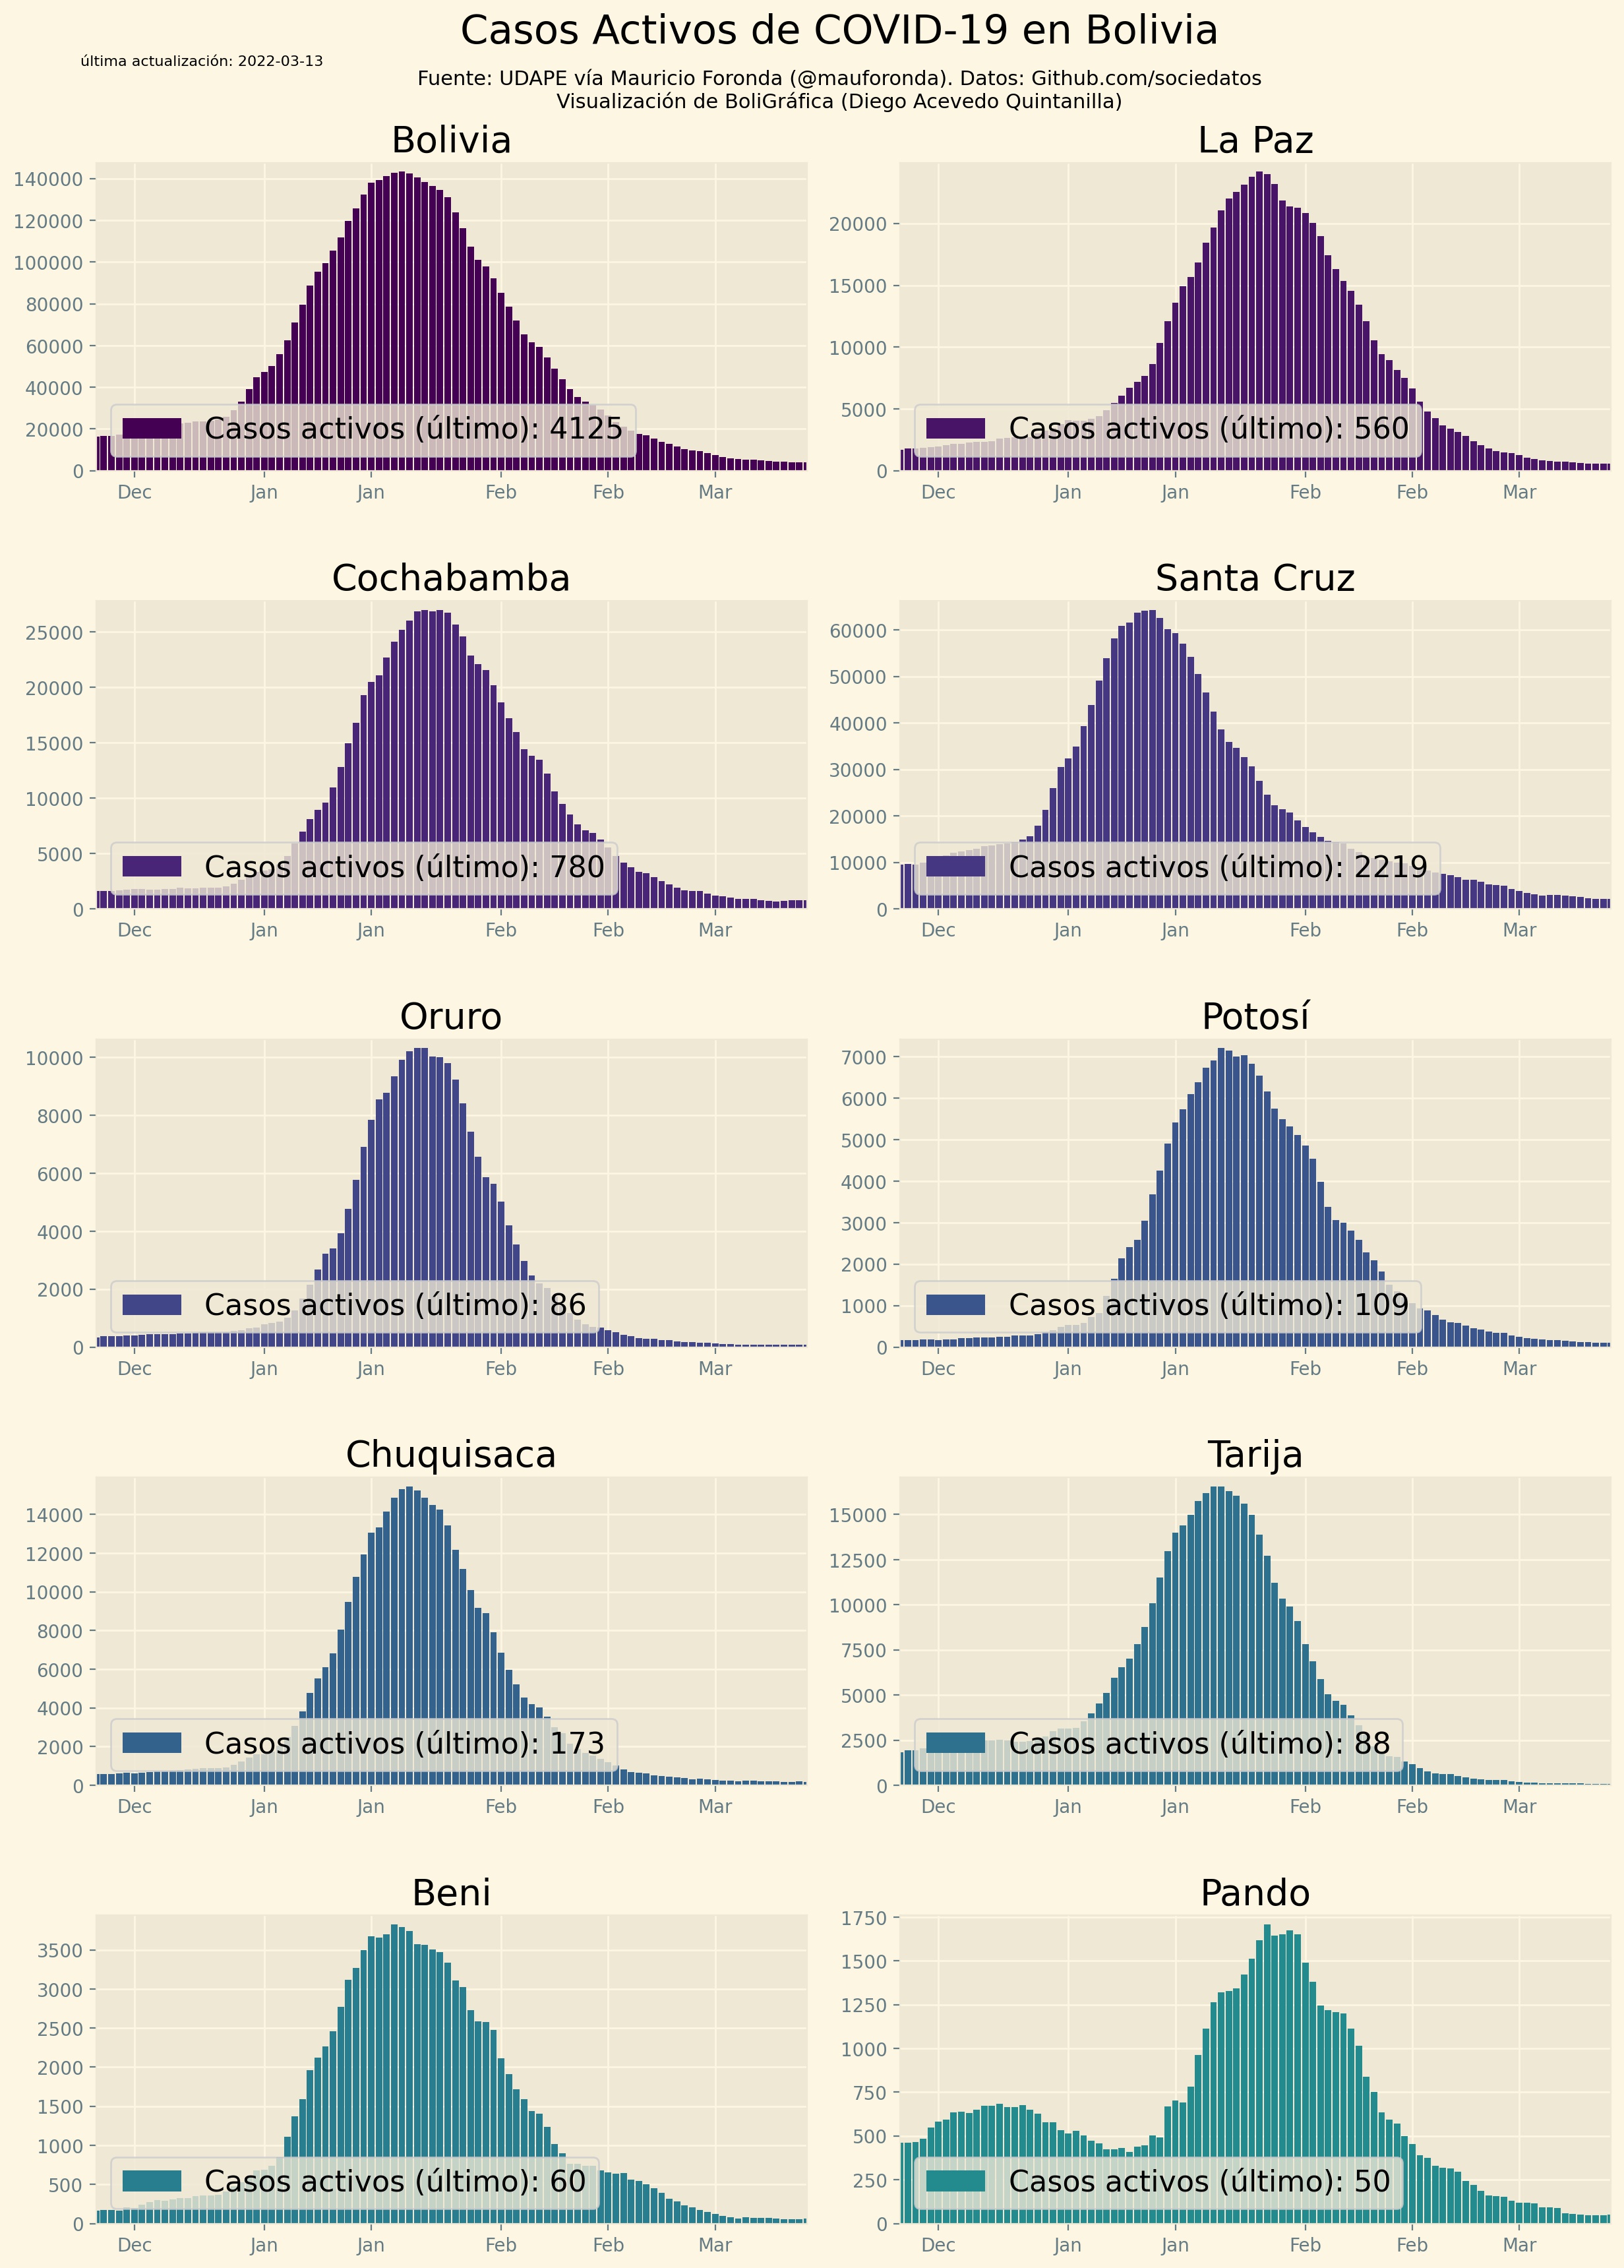 Casos Activos de COVID-19 en Bolivia
última actualización: 2022-03-13
Fuente: UDAPE vía Mauricio Foronda (@mauforonda). Datos: Github.com/sociedatos
Visualización de BoliGráfica (Diego Acevedo Quintanilla)
Bolivia
140000
120000
100000
80000
60000
40000
20000
0
Casos activos (último): 4125
Dec Jan Jan Feb Feb Mar
La Paz
20000
15000
10000
5000
0
Casos activos (último): 560
Dec Jan Jan Feb Feb Mar
Cochabamba
25000
20000
15000
10000
5000
0
Casos activos (último): 780
Dec Jan Jan Feb Feb Mar
Santa Cruz
60000
50000
40000
30000
20000
10000
0
Casos activos (último): 2219
Dec Jan Jan Feb Feb Mar
Oruro
10000
8000
6000
4000
2000
0
Casos activos (último): 86
Dec Jan Jan Feb Feb Mar
Potosí
7000
6000
5000
4000
3000
2000
1000
0
Casos activos (último): 109
Dec Jan Jan Feb Feb Mar
Chuquisaca
14000
12000
10000
8000
6000
4000
2000
0
Casos activos (último): 173
Dec Jan Jan Feb Feb Mar
Tarija
15000
12500
10000
7500
5000
2500
0
Casos activos (último): 88
Dec Jan Jan Feb Feb Mar
Beni
3500
3000
2500
2000
1500
1000
500
0
Casos activos (último): 60
Dec Jan Jan Feb Feb Mar
Pando
1750
1500
1250
1000
750
500
250
0
Casos activos (último): 50
Dec Jan Jan Feb Feb Mar